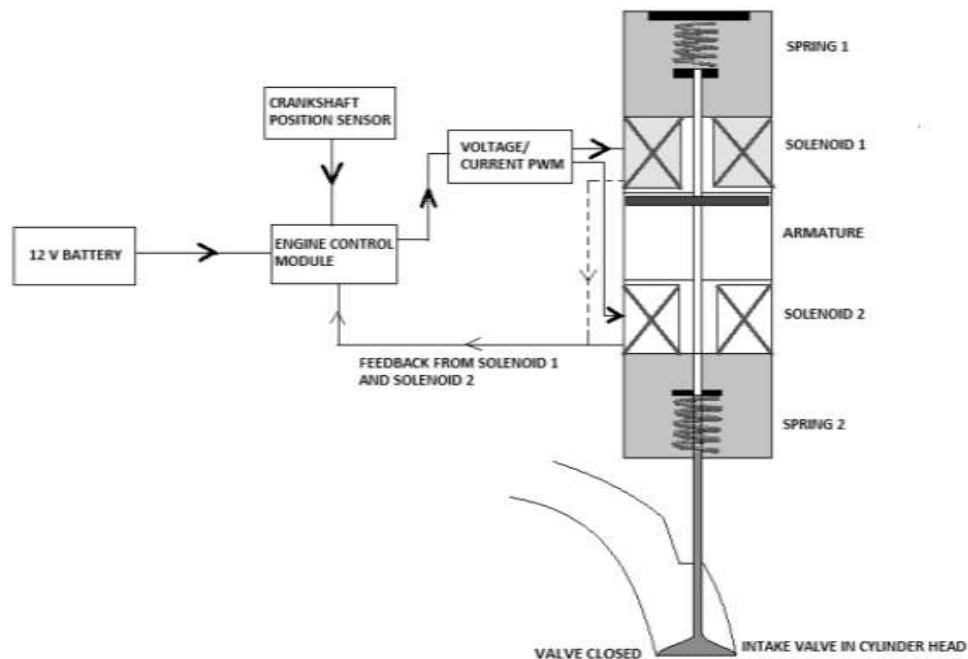 SPRING 1
CRANKSHAFT
POSITION SENSOR
VOLTAGE/
CURRENT PWM
SOLENOID 1
12 V BATTERY
ENGINE CONTROL
MODULE
ARMATURE
SOLENOID 2
FEEDBACK FROM SOLENOID 1
AND SOLENOID 2
SPRING 2
VALVE CLOSED
INTAKE VALVE IN CYLINDER HEAD